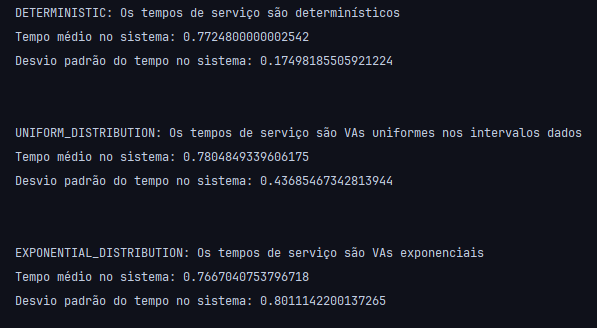 DETERMINISTIC: Os tempos de serviço são determinísticos
Tempo médio no sistema: 0.7724800000002542
Desvio padrão do tempo no sistema: 0.17498185505921224
UNIFORM_DISTRIBUTION: Os tempos de serviço são VAs uniformes nos intervalos dados
Tempo médio no sistema: 0.7804849339606175
Desvio padrão do tempo no sistema: 0.43685467342813944
EXPONENTIAL_DISTRIBUTION: Os tempos de serviço são VAs exponenciais
Tempo médio no sistema: 0.7667040753796718
Desvio padrão do tempo no sistema: 0.8011142200137265